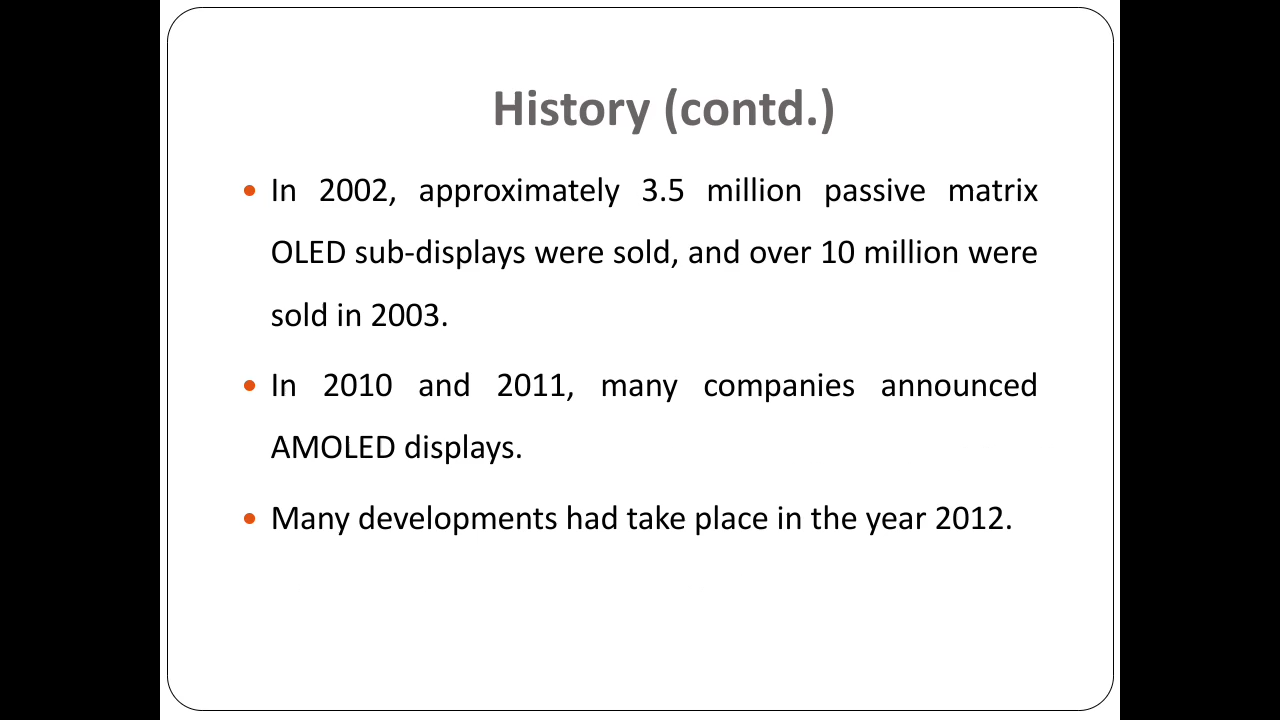 History (contd.)
• In 2002, approximately 3.5 million passive matrix
OLED sub-displays were sold, and over 10 million were
sold in 2003.
• In 2010 and 2011, many companies announced
AMOLED displays.
• Many developments had take place in the year 2012.